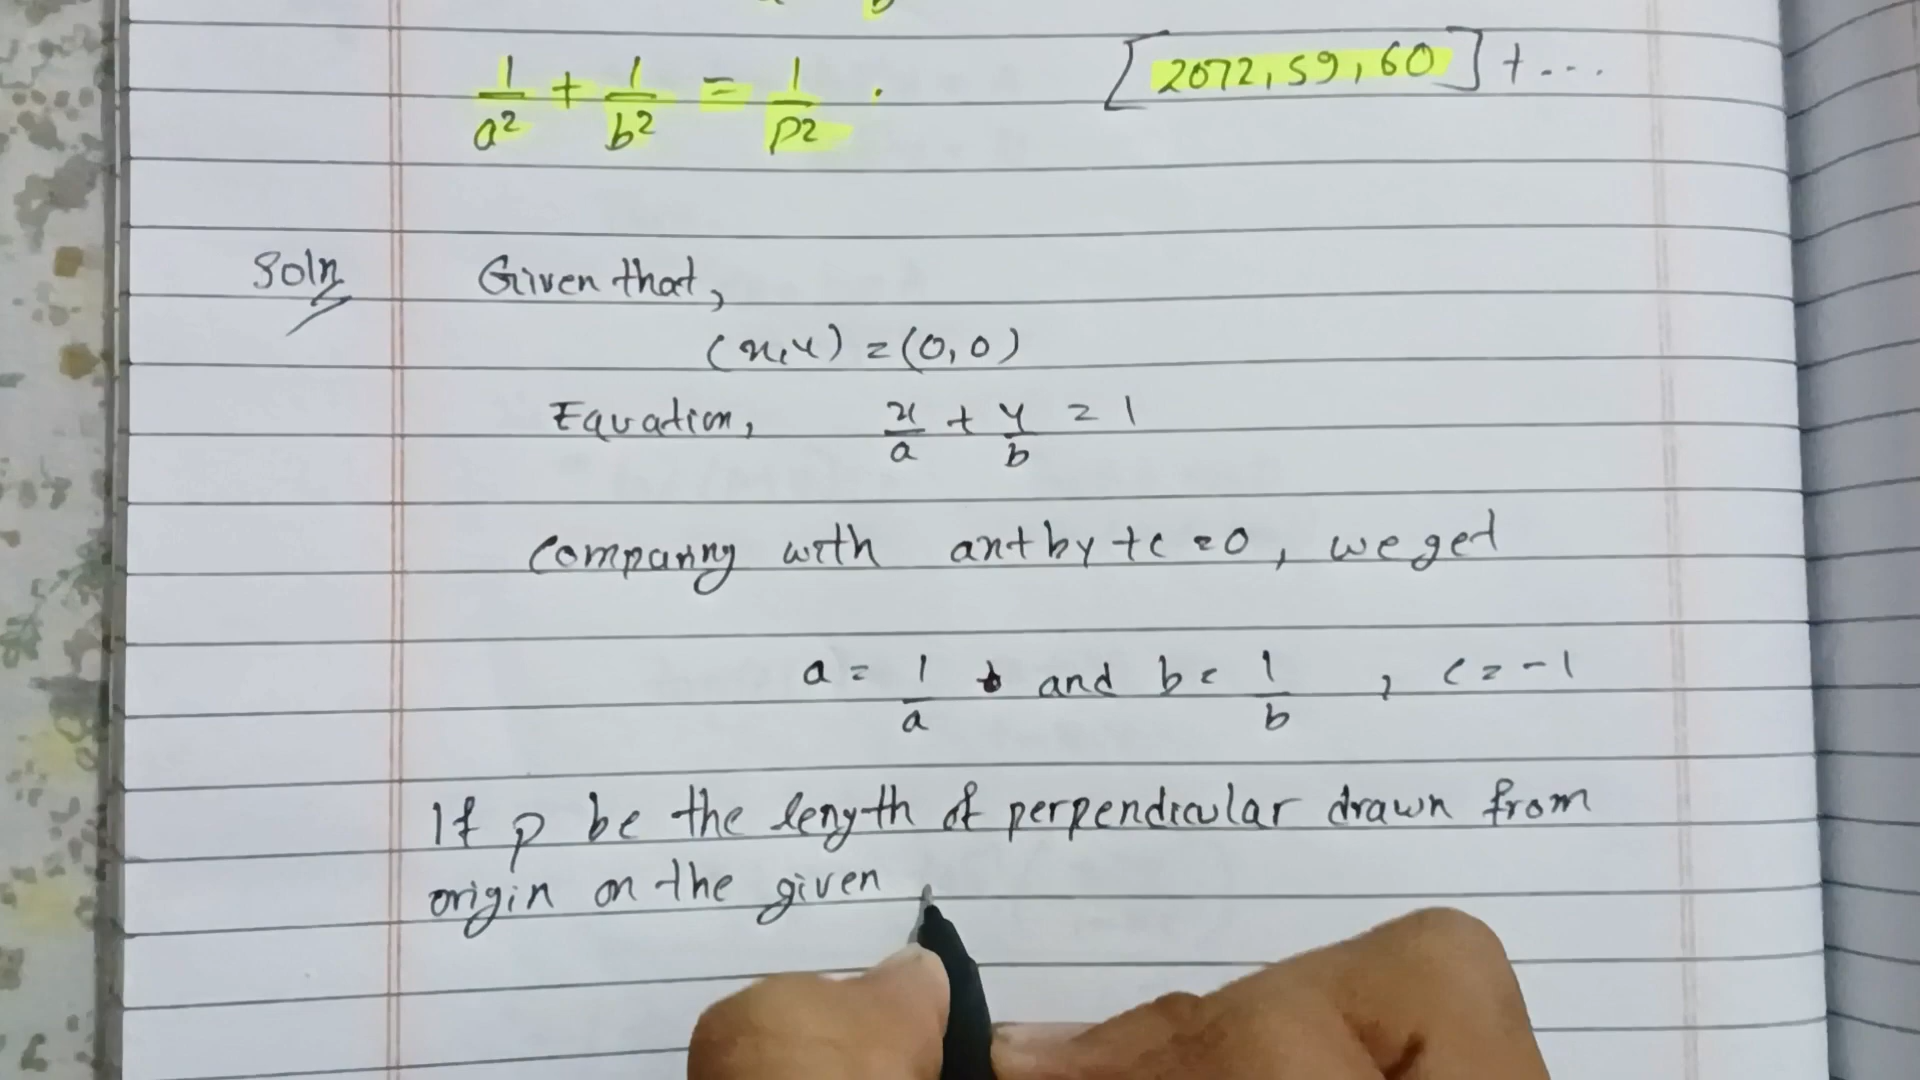 1/a² + 1/b² = 1/p² . [2072, 59, 60] + ...
Soln Given that,
(x, y) = (0, 0)
Equation, x/a + y/b = 1
Comparing with ax + by + c = 0, we get
a = 1/a and b = 1/b , c = -1
If p be the length of perpendicular drawn from
origin on the given